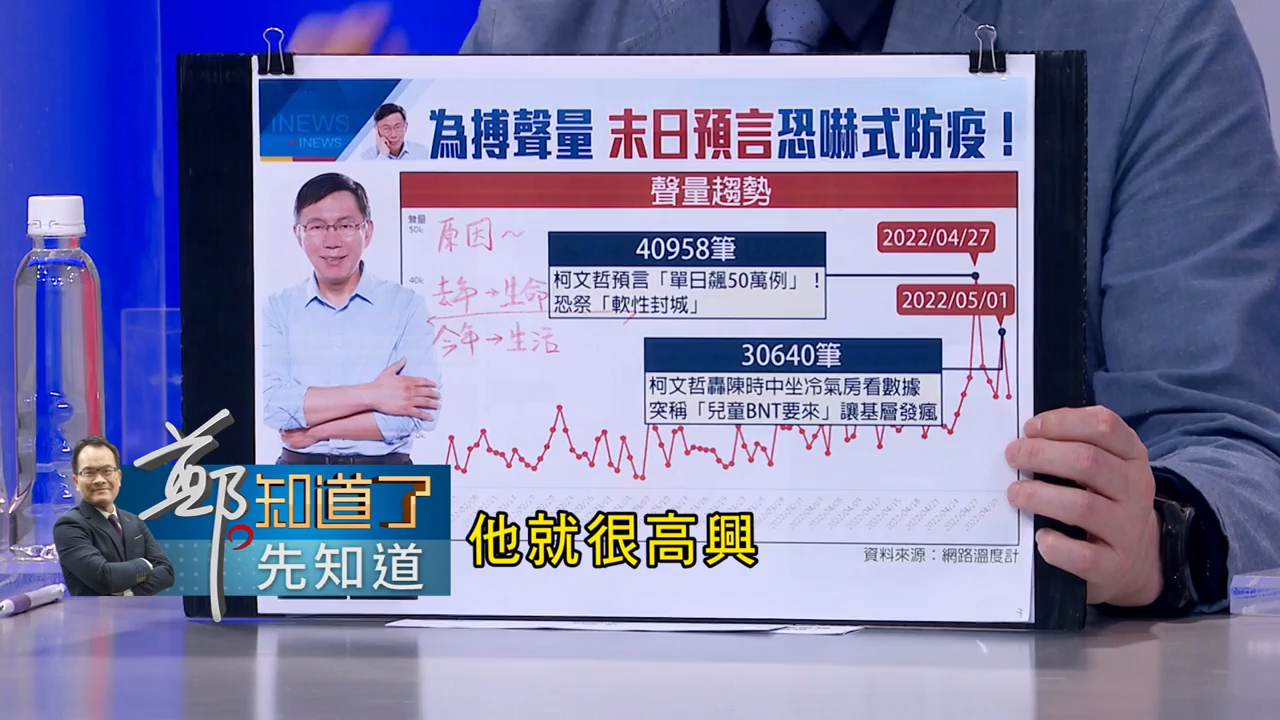 INEWS
INEWS
為搏聲量 末日預言恐嚇式防疫！
聲量趨勢
聲量
50k
40k
原因～
去年→生命
今年→生活
40958筆
柯文哲預言「單日飆50萬例」！
恐祭「軟性封城」
2022/04/27
2022/05/01
30640筆
柯文哲轟陳時中坐冷氣房看數據
突稱「兒童BNT要來」讓基層發瘋
資料來源：網路溫度計
鄭知道了
先知道
他就很高興